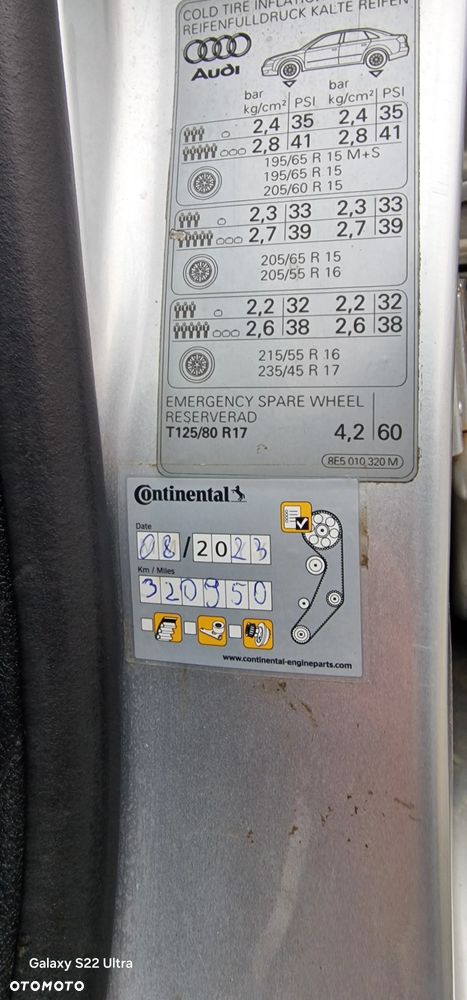 COLD TIRE INFLATION
REIFENFÜLLDRUCK KALTE REIFEN
Audi
bar bar
kg/cm² PSI kg/cm² PSI
2,4 35 2,4 35
2,8 41 2,8 41
195/65 R 15 M+S
195/65 R 15
205/60 R 15
2,3 33 2,3 33
2,7 39 2,7 39
205/65 R 15
205/55 R 16
2,2 32 2,2 32
2,6 38 2,6 38
215/55 R 16
235/45 R 17
EMERGENCY SPARE WHEEL
RESERVERAD
T125/80 R17 4,2 60
8E5 010 320 M
Continental
Date
08/2023
Km / Miles
320950
www.continental-engineparts.com
Galaxy S22 Ultra
OTOMOTO